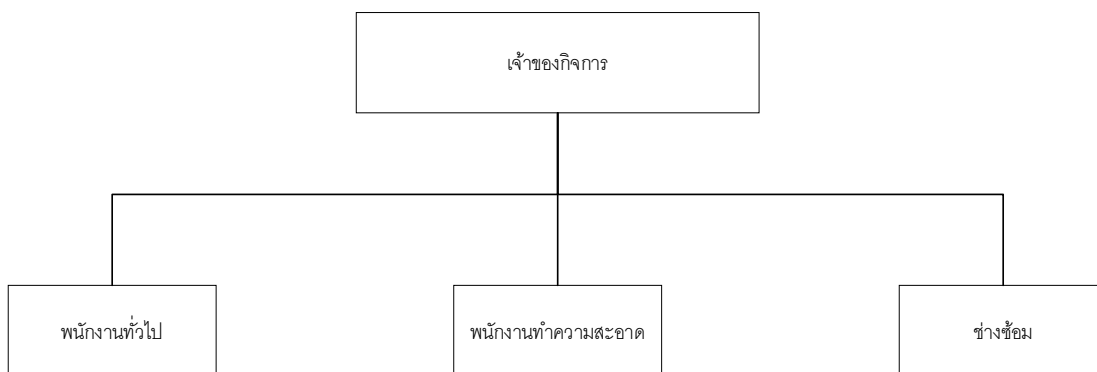 เจ้าของกิจการ
พนักงานทั่วไป
พนักงานทำความสะอาด
ช่างซ้อม